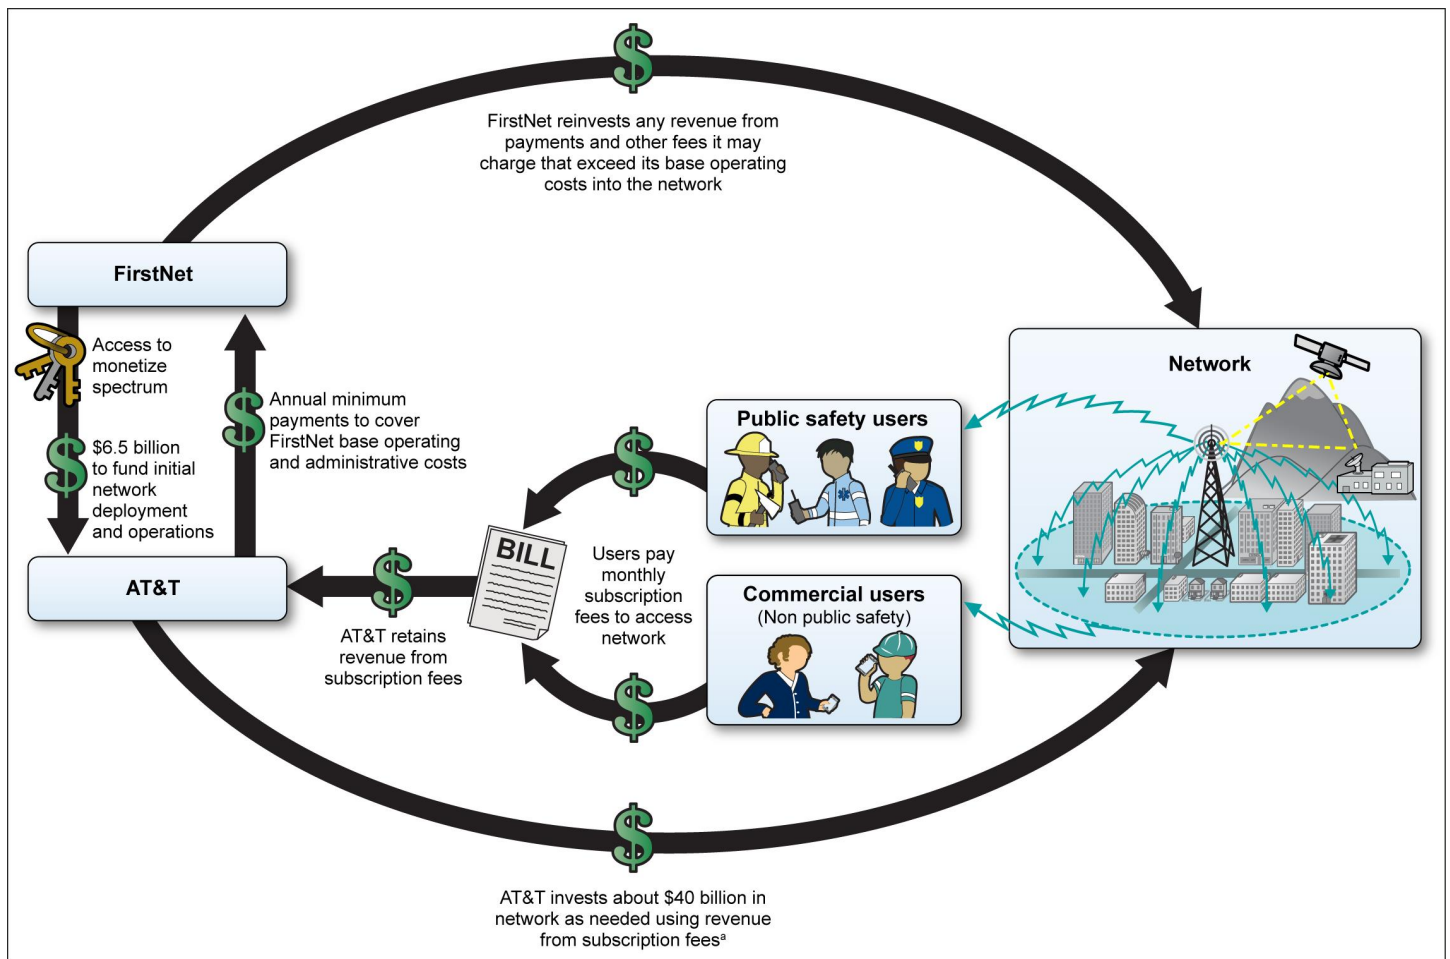 FirstNet reinvests any revenue from
payments and other fees it may
charge that exceed its base operating
costs into the network
FirstNet
Access to
monetize
spectrum
$6.5 billion
to fund initial
network
deployment
and operations
Annual minimum
payments to cover
FirstNet base operating
and administrative costs
AT&T
AT&T retains
revenue from
subscription fees
BILL
Users pay
monthly
subscription
fees to access
network
Public safety users
Commercial users
(Non public safety)
Network
AT&T invests about $40 billion in
network as needed using revenue
from subscription feesᵃ